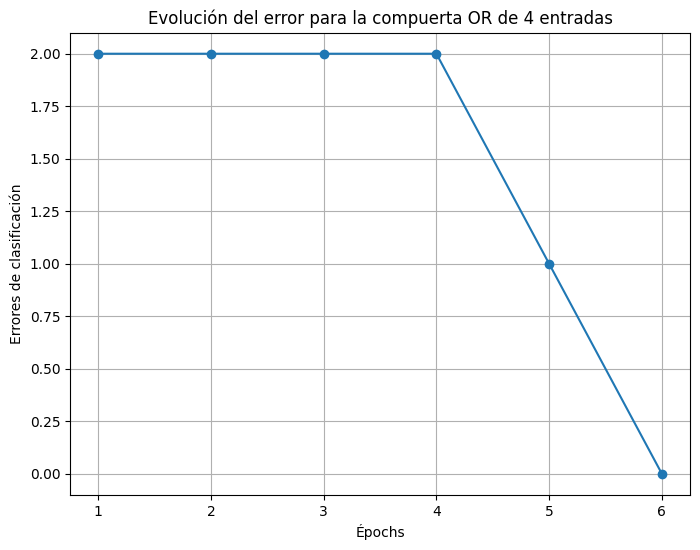 Evolución del error para la compuerta OR de 4 entradas
Errores de clasificación
2.00
1.75
1.50
1.25
1.00
0.75
0.50
0.25
0.00
1 2 3 4 5 6
Épochs